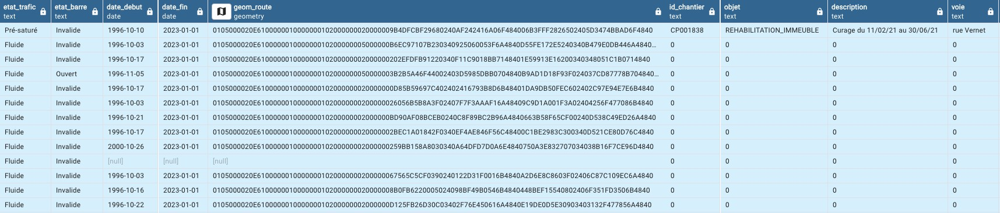 etat_trafic etat_barre date_debut date_fin geom_route id_chantier objet description voie
text text date date geometry text text text text
Pré-saturé Invalide 1996-10-10 2023-01-01 0105000020E6100000010000000102000000020000009B4DFCBF29680240AF242416A06F484006B3FFF2826502405D3474BBAD6F4840 CP001838 REHABILITATION_IMMEUBLE Curage du 11/02/21 au 30/06/21 rue Vernet
Fluide Invalide 1996-10-03 2023-01-01 0105000020E610000001000000010200000005000000B6EC97107B230340925060053F6A4840D55FE172E5240340B479E0DB446A4840… 0 0 0 0
Fluide Invalide 1996-10-17 2023-01-01 0105000020E610000001000000010200000002000000202EFDFB91220340F11C9018BB7148401E59913E16200340348051C1B0714840 0 0 0 0
Fluide Ouvert 1996-11-05 2023-01-01 0105000020E6100000010000000102000000050000003B2B5A46F44002403D5985DBB0704840B9AD1D18F93F024037CD87778B704840… 0 0 0 0
Fluide Invalide 1996-10-17 2023-01-01 0105000020E6100000010000000102000000020000000D85B59697C402402416793B8D6B48401DA9DB50FEC602402C97E94E7E6B4840 0 0 0 0
Fluide Invalide 1996-10-03 2023-01-01 0105000020E61000000100000001020000000200000026056B5B8A3F02407F7F3AAAF16A48409C9D1A001F3A02404256F477086B4840 0 0 0 0
Fluide Invalide 1996-10-21 2023-01-01 0105000020E610000001000000010200000002000000BD90AF08BCEB0240C8F89BC2B96A4840663B58F65CF00240D538C49ED26A4840 0 0 0 0
Fluide Invalide 1996-10-17 2023-01-01 0105000020E6100000010000000102000000020000002BEC1A01842F0340EF4AE846F56C48400C1BE2983C300340D521CE80D76C4840 0 0 0 0
Fluide Invalide 2000-10-26 2023-01-01 0105000020E610000001000000010200000002000000259BB158A8030340A64DFD7D0A6E4840750A3E832707034038B16F7CE96D4840 0 0 0 0
Fluide Invalide [null] [null] [null] 0 0 0 0
Fluide Invalide 1996-10-03 2023-01-01 0105000020E61000000100000001020000000200000067565C5CF0390240122D31F0016B4840A2D6E8C8603F02406C87C109EC6A4840 0 0 0 0
Fluide Invalide 1996-10-16 2023-01-01 0105000020E6100000010000000102000000020000008B0FB6220005024098BF49B0546B4840448BEF15540802406F351FD3506B4840 0 0 0 0
Fluide Invalide 1996-10-22 2023-01-01 0105000020E610000001000000010200000002000000D125FB26D30C03402F76E450616A4840E19DE0D5E30903403132F477856A4840 0 0 0 0